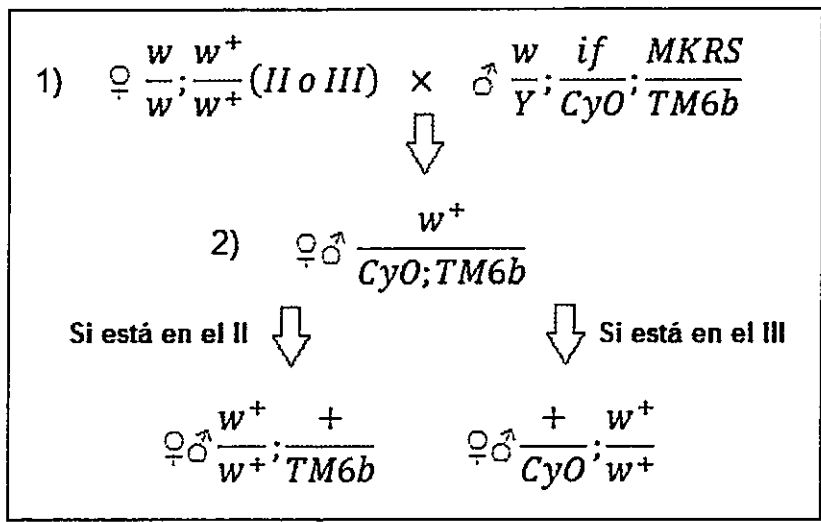 1) ♀ w/w ; w⁺/w⁺ (II o III) × ♂ w/Y ; if/CyO ; MKRS/TM6b
2) ♀♂ w⁺/CyO;TM6b
Si está en el II Si está en el III
♀♂ w⁺/w⁺ ; +/TM6b ♀♂ +/CyO ; w⁺/w⁺